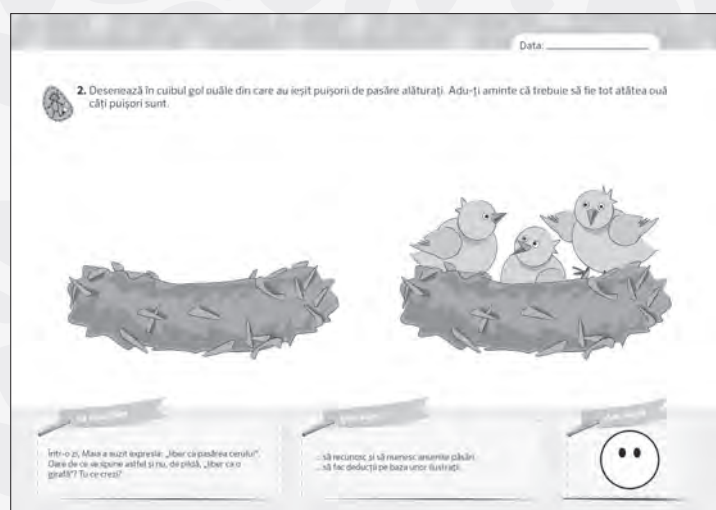 Data:
2. Desenează în cuibul gol ouăle din care au ieșit puișorii de pasăre alăturați. Adu-ți aminte că trebuie să fie tot atâtea ouă
câți puișori sunt.
Într-o zi, Maia a auzit expresia: „liber ca pasărea cerului".
Oare de ce se spune astfel și nu, de pildă, „liber ca o
girafă"? Tu ce crezi?
... să recunosc și să numesc anumite păsări.
... să fac deducții pe baza unor ilustrații.